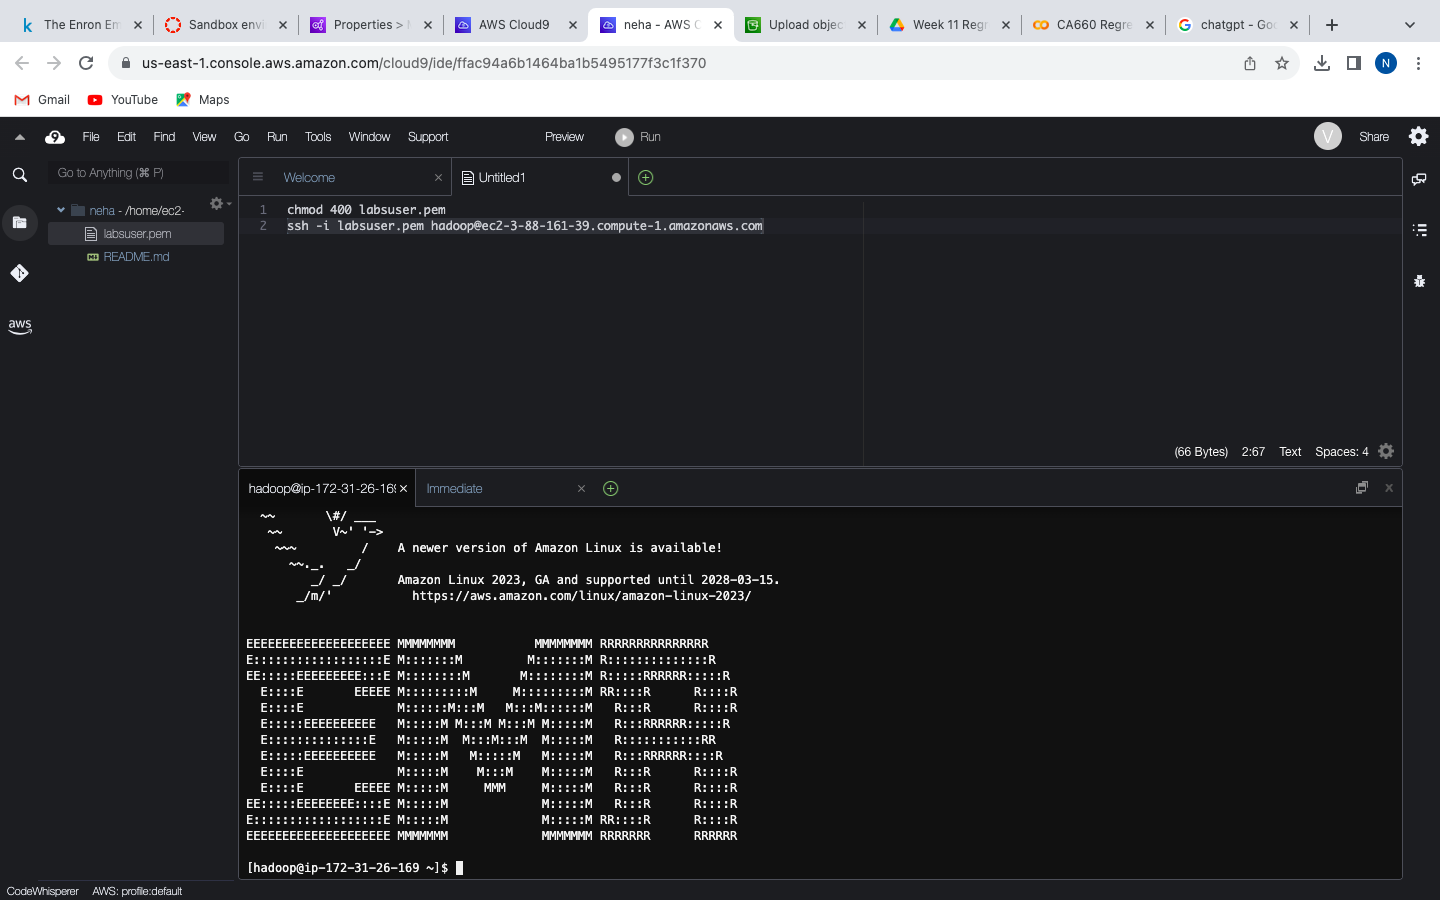 The Enron Em
Sandbox envi
Properties > M
AWS Cloud9
neha - AWS C
Upload objec
Week 11 Regr
CA660 Regre
chatgpt - Goo
us-east-1.console.aws.amazon.com/cloud9/ide/ffac94a6b1464ba1b5495177f3c1f370
N
Gmail
YouTube
Maps
File Edit Find View Go Run Tools Window Support Preview Run
V
Share
Go to Anything (⌘ P)
neha - /home/ec2-
labsuser.pem
README.md
aws
Welcome
Untitled1
1 chmod 400 labsuser.pem
2 ssh -i labsuser.pem hadoop@ec2-3-88-161-39.compute-1.amazonaws.com
(66 Bytes) 2:67 Text Spaces: 4
hadoop@ip-172-31-26-169
Immediate
  ~~       \#/ ___
   ~~       V~' '->
    ~~~         /    A newer version of Amazon Linux is available!
      ~~._.   _/
         _/ _/       Amazon Linux 2023, GA and supported until 2028-03-15.
       _/m/'           https://aws.amazon.com/linux/amazon-linux-2023/
EEEEEEEEEEEEEEEEEEEE MMMMMMMM           MMMMMMMM RRRRRRRRRRRRRRR
E::::::::::::::::::E M:::::::M         M:::::::M R::::::::::::::R
EE:::::EEEEEEEEE:::E M::::::::M       M::::::::M R:::::RRRRRR:::::R
  E::::E       EEEEE M:::::::::M     M:::::::::M RR::::R      R::::R
  E::::E             M::::::M:::M   M:::M::::::M   R:::R      R::::R
  E:::::EEEEEEEEEE   M:::::M M:::M M:::M M:::::M   R:::RRRRRR:::::R
  E::::::::::::::E   M:::::M  M:::M:::M  M:::::M   R:::::::::::RR
  E:::::EEEEEEEEEE   M:::::M   M:::::M   M:::::M   R:::RRRRRR::::R
  E::::E             M:::::M    M:::M    M:::::M   R:::R      R::::R
  E::::E       EEEEE M:::::M     MMM     M:::::M   R:::R      R::::R
EE:::::EEEEEEEE::::E M:::::M             M:::::M   R:::R      R::::R
E::::::::::::::::::E M:::::M             M:::::M RR::::R      R::::R
EEEEEEEEEEEEEEEEEEEE MMMMMMM             MMMMMMM RRRRRRR      RRRRRR
[hadoop@ip-172-31-26-169 ~]$
CodeWhisperer AWS: profile:default